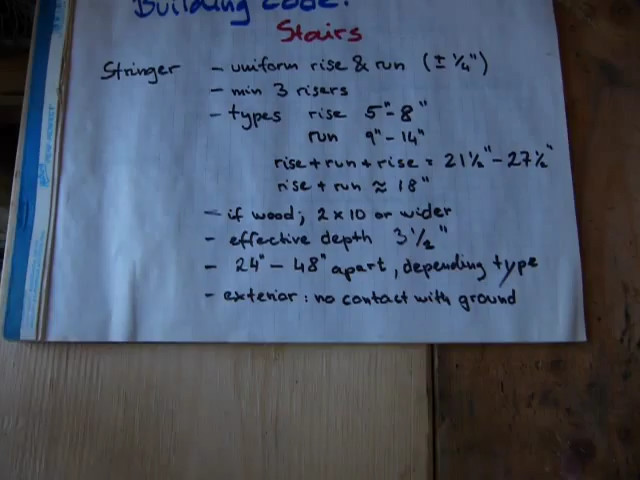 Building Code:
Stairs
Stringer - uniform rise & run (± 1/4")
- min 3 risers
- types rise 5"-8"
run 9"-14"
rise + run + rise = 21 1/2" - 27 1/2"
rise + run ≈ 18"
- if wood; 2 x 10 or wider
- effective depth 3 1/2"
- 24" - 48" apart, depending type
- exterior: no contact with ground